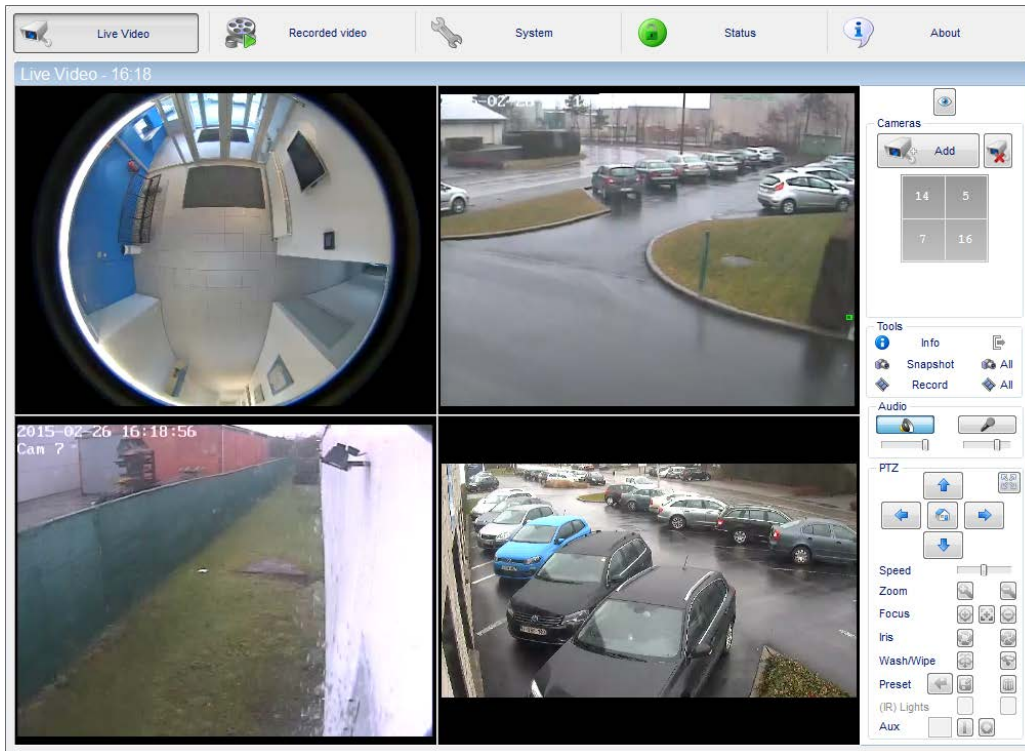 Live Video
Recorded video
System
Status
About
Live Video - 16:18
2015-02-26 16:18:56
Cam 7
Cameras
Add
14 5
7 16
Tools
Info
Snapshot All
Record All
Audio
PTZ
Speed
Zoom
Focus
Iris
Wash/Wipe
Preset
(IR) Lights
Aux